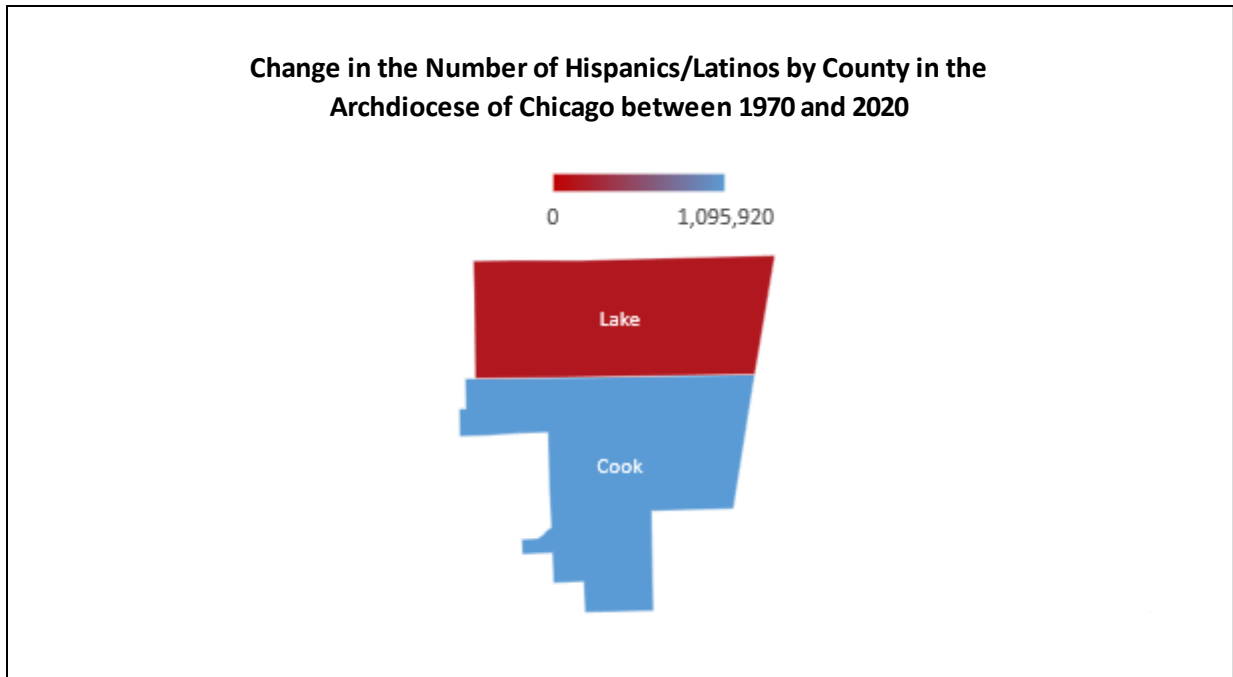 Change in the Number of Hispanics/Latinos by County in the
Archdiocese of Chicago between 1970 and 2020
0 1,095,920
Lake
Cook